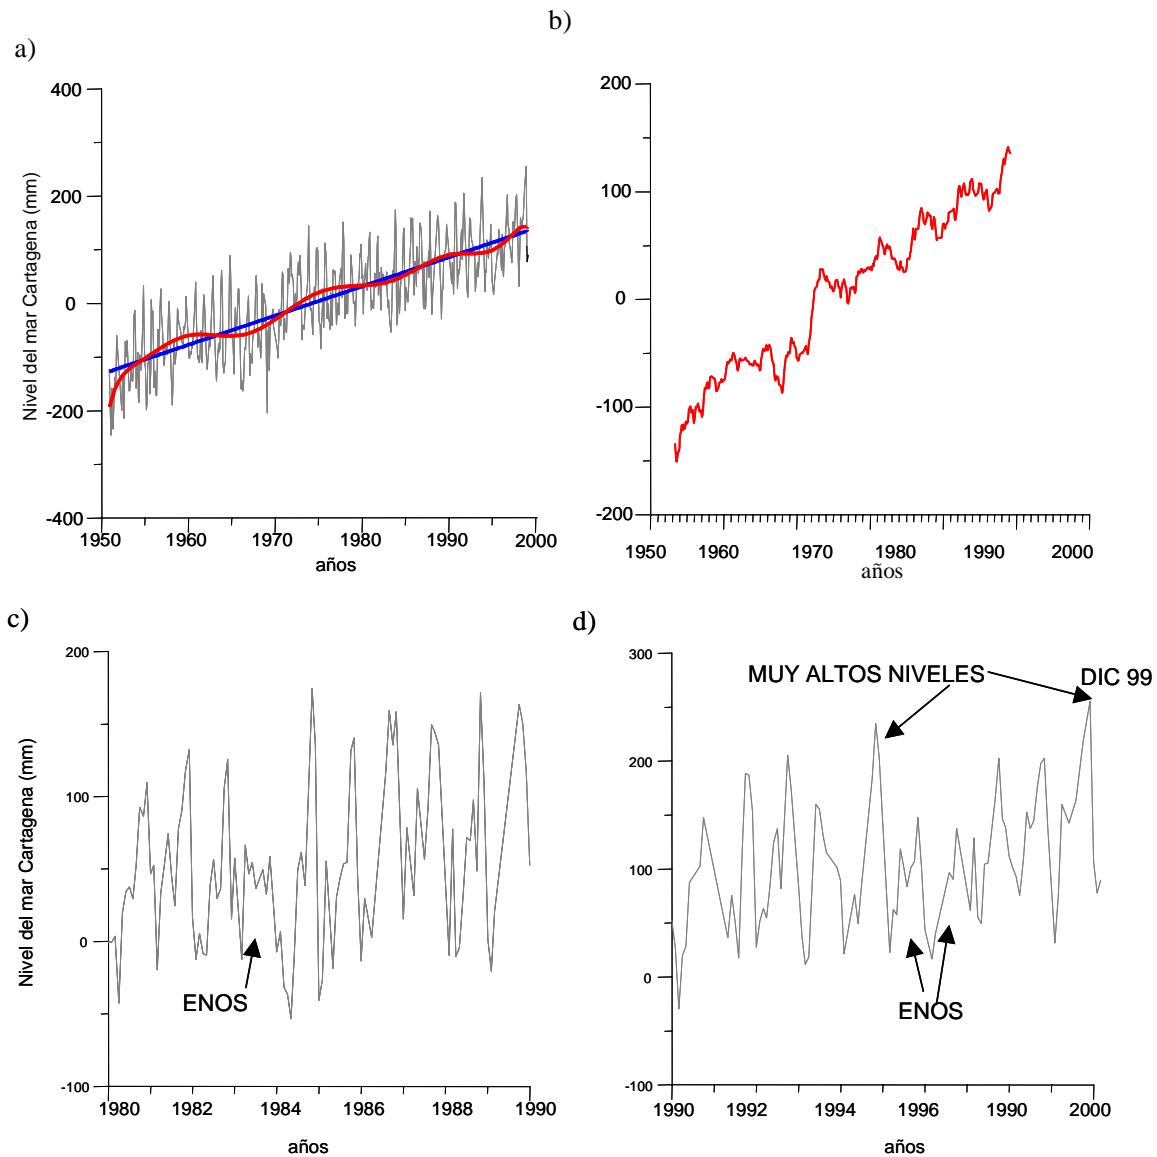 a)
400
200
0
-200
-400
Nivel del mar Cartagena (mm)
1950 1960 1970 1980 1990 2000
años
b)
200
100
0
-100
-200
1950 1960 1970 1980 1990 2000
años
c)
200
100
0
-100
Nivel del mar Cartagena (mm)
ENOS
1980 1982 1984 1986 1988 1990
años
d)
300
250
200
100
0
-100
MUY ALTOS NIVELES
DIC 99
ENOS
1990 1992 1994 1996 1990 2000
años